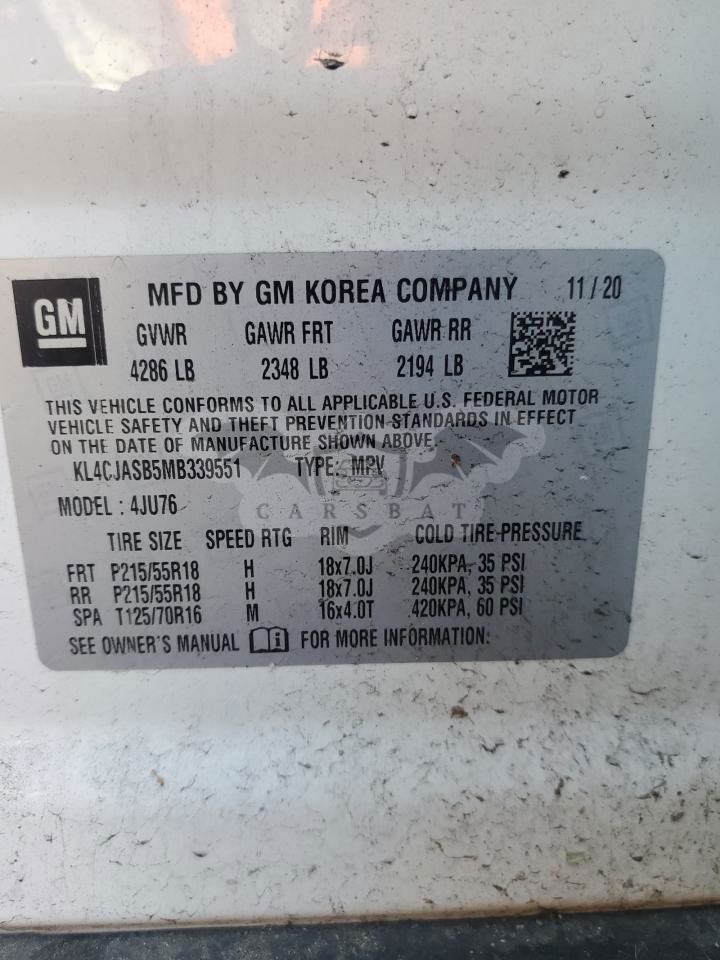 GM
MFD BY GM KOREA COMPANY 11/20
GVWR GAWR FRT GAWR RR
4286 LB 2348 LB 2194 LB
THIS VEHICLE CONFORMS TO ALL APPLICABLE U.S. FEDERAL MOTOR
VEHICLE SAFETY AND THEFT PREVENTION STANDARDS IN EFFECT
ON THE DATE OF MANUFACTURE SHOWN ABOVE.
KL4CJASB5MB339551 TYPE: MPV
CARSBAT
MODEL : 4JU76
TIRE SIZE SPEED RTG RIM COLD TIRE-PRESSURE
FRT P215/55R18 H 18x7.0J 240KPA, 35 PSI
RR P215/55R18 H 18x7.0J 240KPA, 35 PSI
SPA T125/70R16 M 16x4.0T 420KPA, 60 PSI
SEE OWNER'S MANUAL i FOR MORE INFORMATION: